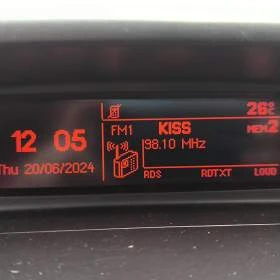 26°C
FM1 KISS MEM2
12 05
98.10 MHz
Thu 20/06/2024
RDS RDTXT LOUD